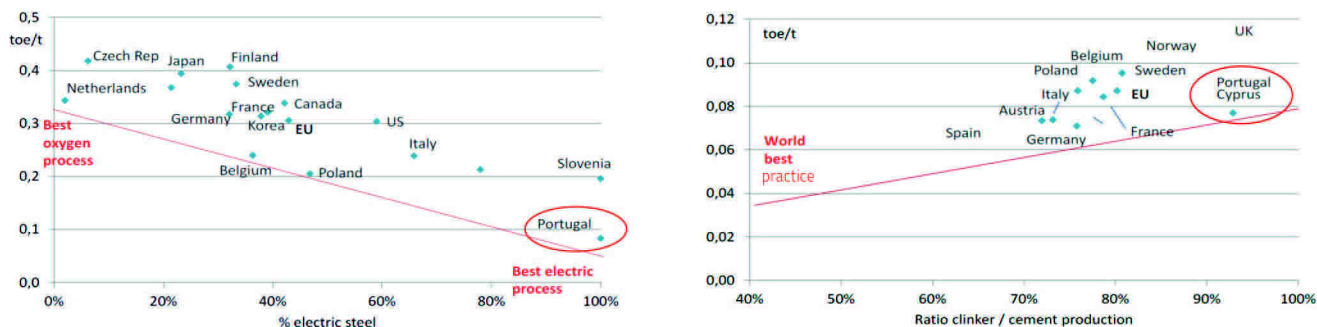 0,5
toe/t
Czech Rep
Japan
Finland
0,4
Netherlands
Sweden
France
Canada
Germany
0,3
Korea
EU
US
Best
oxygen
process
Italy
Belgium
Poland
Slovenia
0,2
Portugal
0,1
Best electric
process
0,0
0%
20%
40%
60%
80%
100%
% electric steel
0,12
toe/t
UK
Norway
Belgium
0,10
Poland
Sweden
Portugal
Cyprus
Italy
EU
0,08
Austria
Spain
Germany
France
0,06
World
best
practice
0,04
0,02
0,00
40%
50%
60%
70%
80%
90%
100%
Ratio clinker / cement production